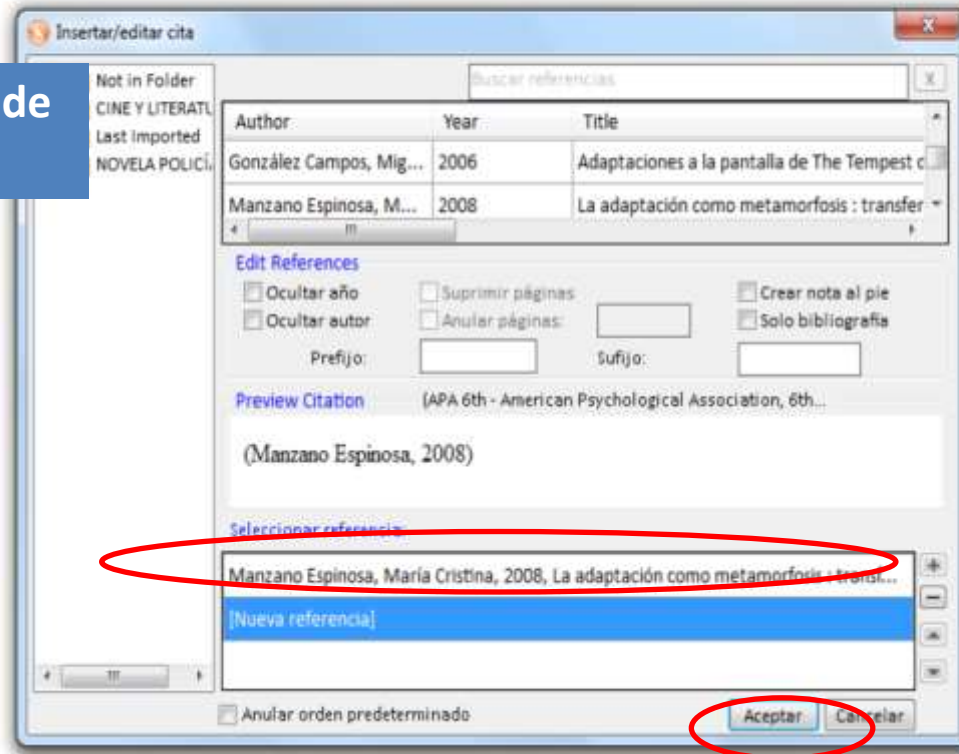 Insertar/editar cita
x
de
Not in Folder
CINE Y LITERATU
Last Imported
NOVELA POLICÍ
Buscar referencias
X
Author Year Title
González Campos, Mig... 2006 Adaptaciones a la pantalla de The Tempest d
Manzano Espinosa, M... 2008 La adaptación como metamorfosis : transfer
Edit References
Ocultar año Suprimir páginas Crear nota al pie
Ocultar autor Anular páginas: Solo bibliografía
Prefijo: Sufijo:
Preview Citation (APA 6th - American Psychological Association, 6th...
(Manzano Espinosa, 2008)
Seleccionar referencia:
Manzano Espinosa, María Cristina, 2008, La adaptación como metamorfosis : transf...
[Nueva referencia]
Anular orden predeterminado Aceptar Cancelar